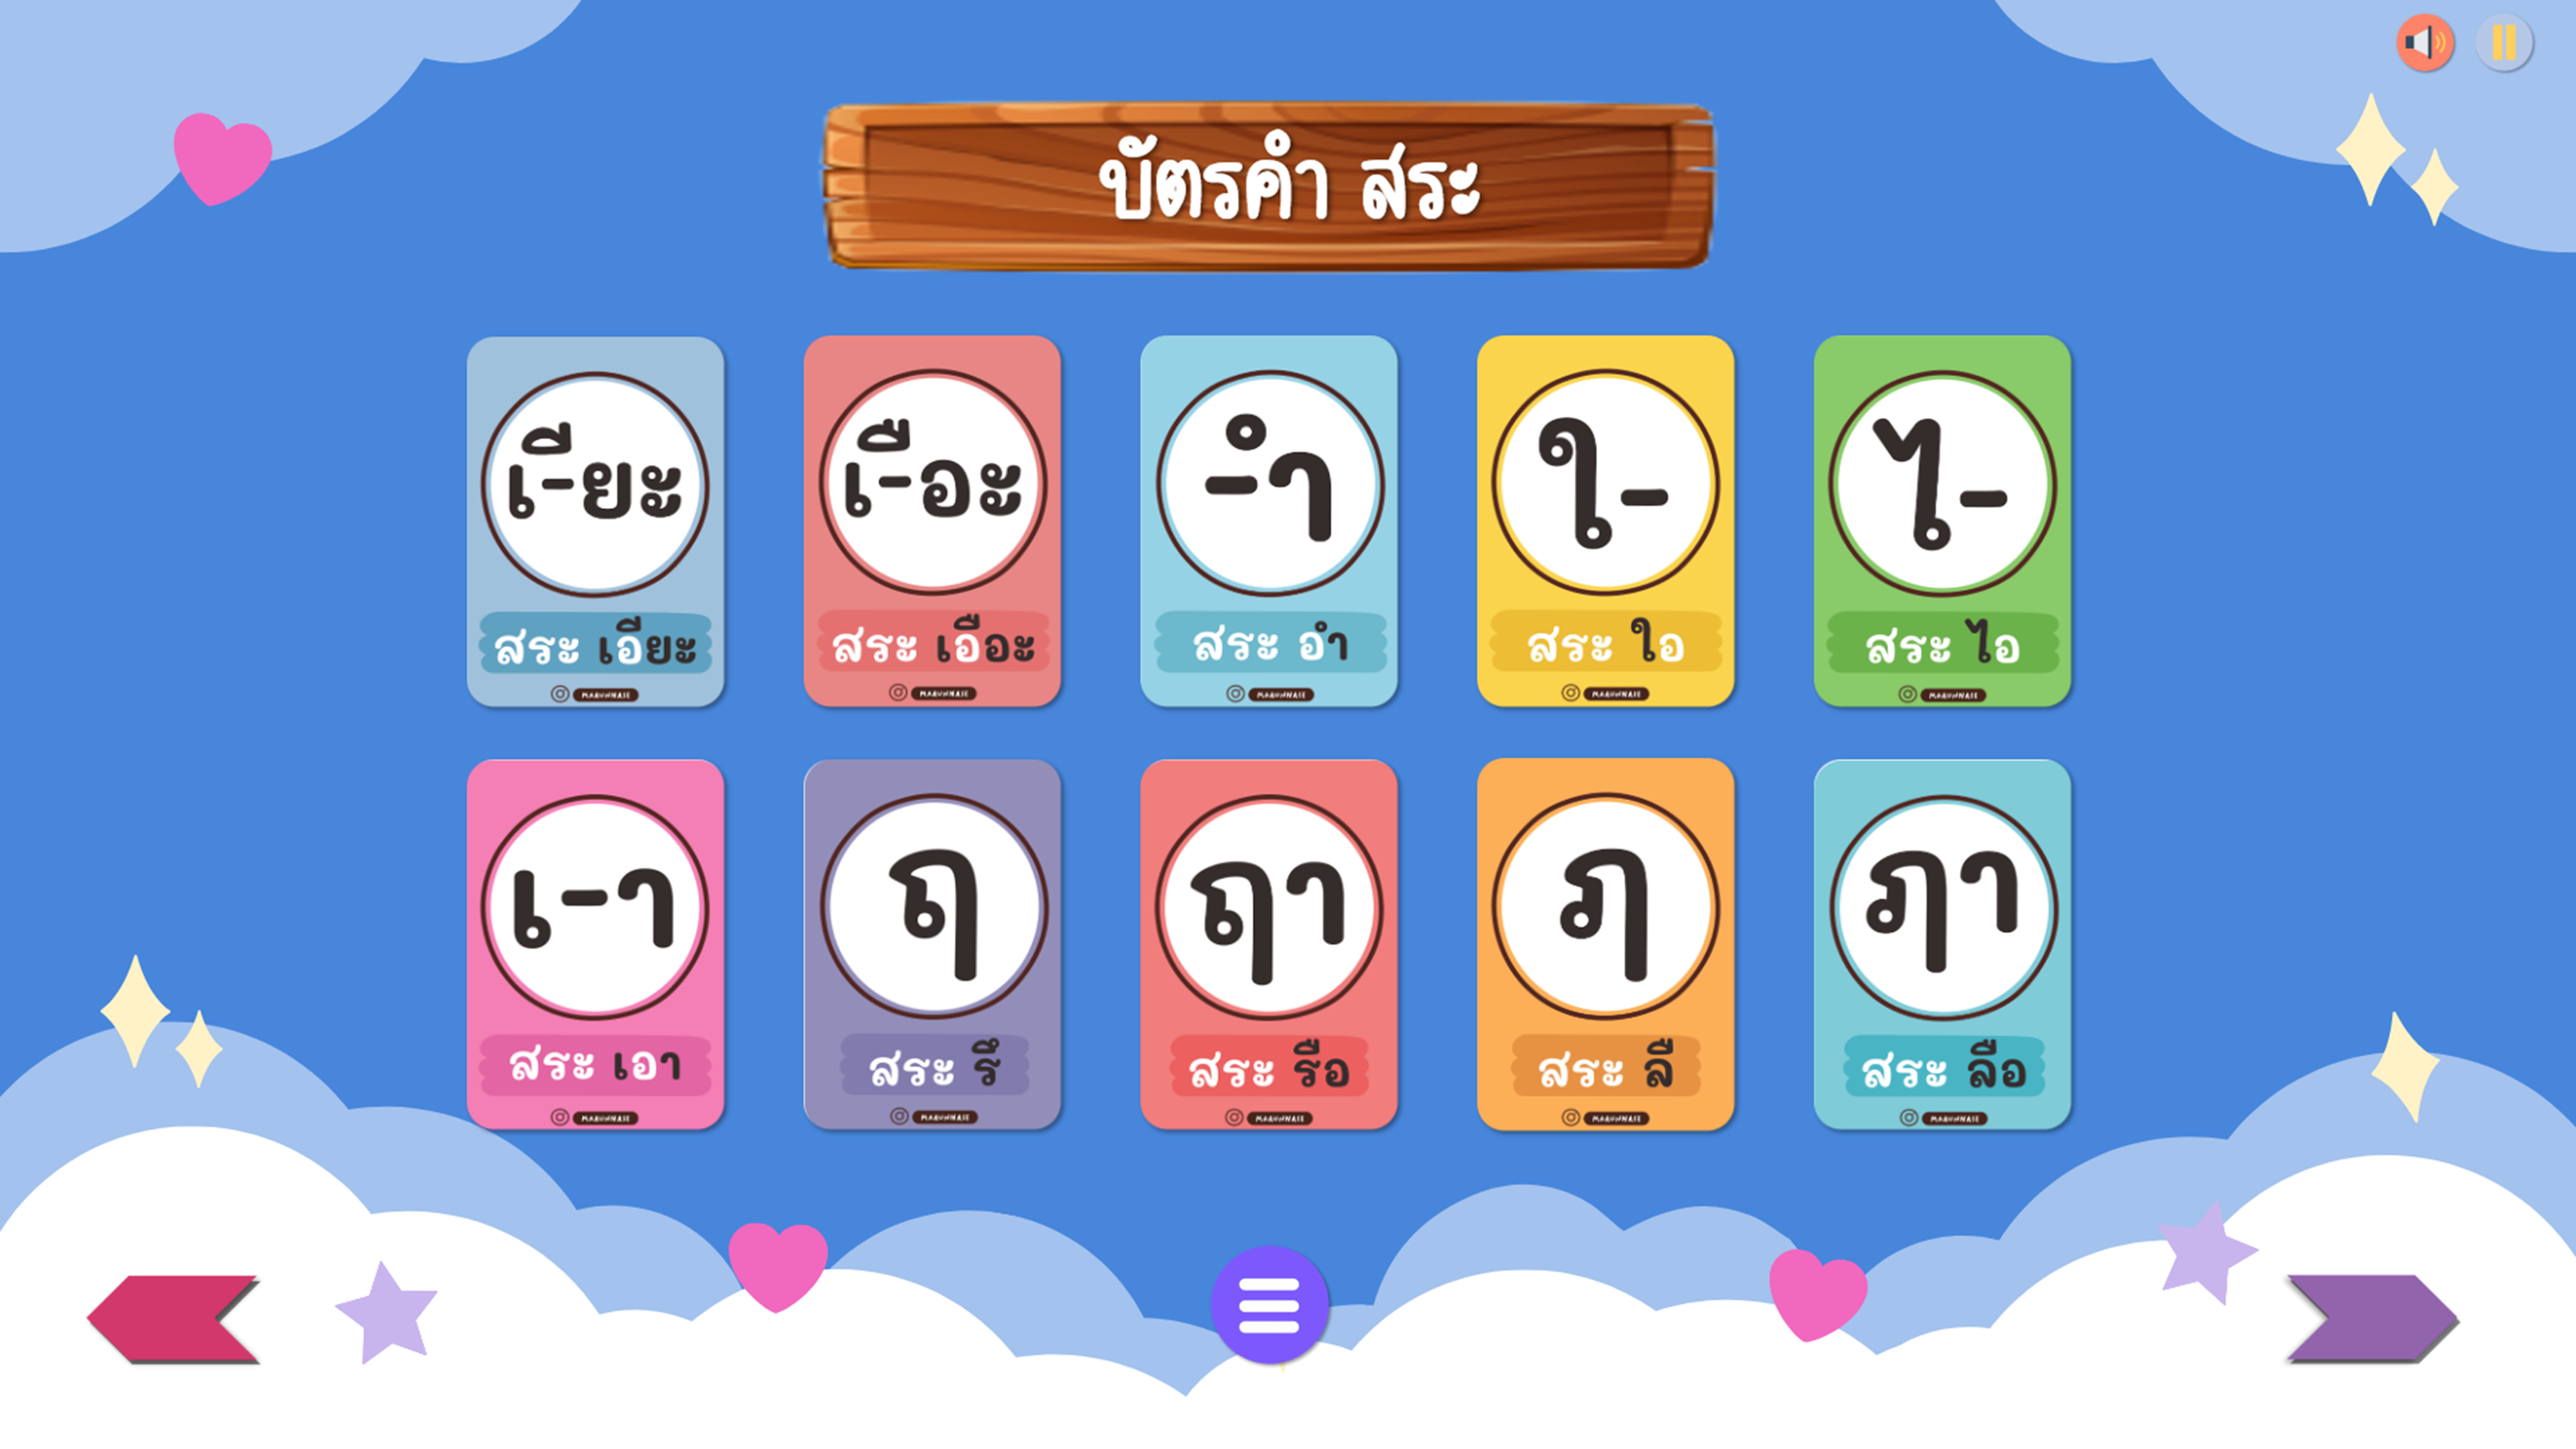 บัตรคำ สระ
เ-ียะ
สระ เอียะ
เ-ือะ
สระ เอือะ
-ำ
สระ อำ
ใ-
สระ ใอ
ไ-
สระ ไอ
เ-า
สระ เอา
ฤ
สระ รึ
ฤา
สระ รือ
ฦ
สระ ลึ
ฦา
สระ ลือ